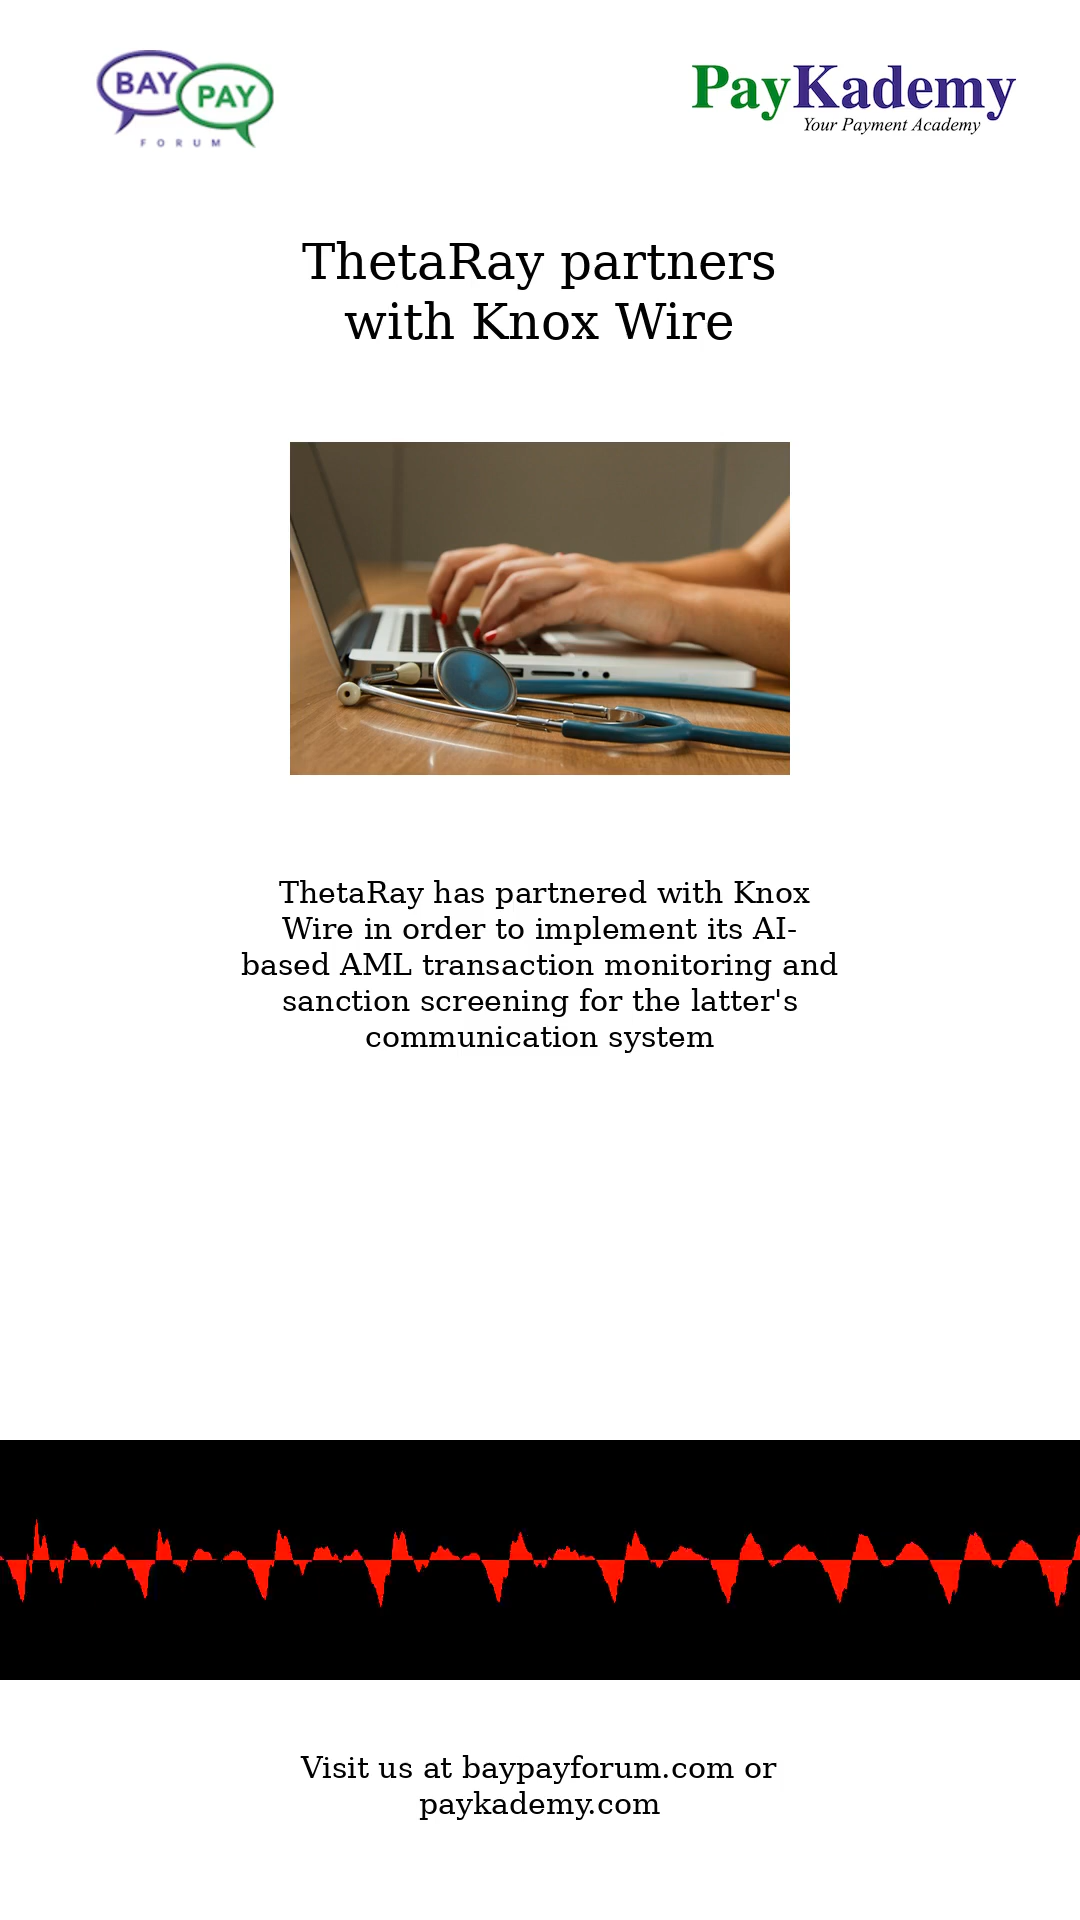 BAY PAY
FORUM
PayKademy
Your Payment Academy
ThetaRay partners
with Knox Wire
ThetaRay has partnered with Knox
Wire in order to implement its AI-
based AML transaction monitoring and
sanction screening for the latter's
communication system
Visit us at baypayforum.com or
paykademy.com